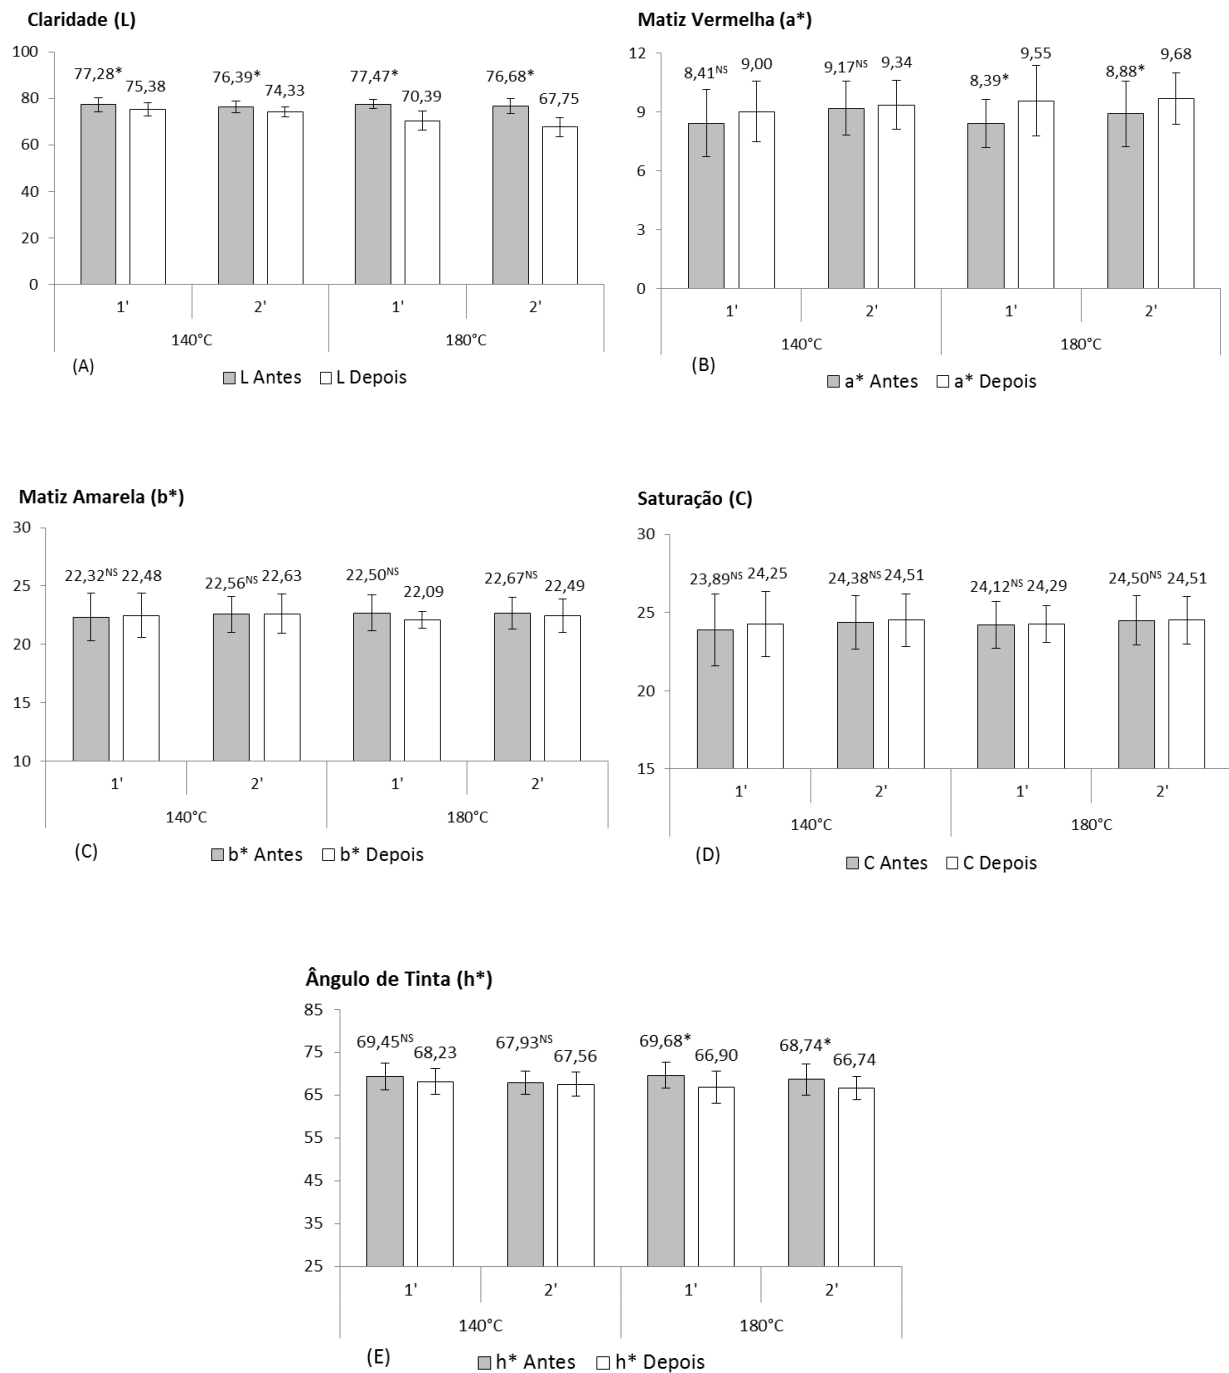 Claridade (L)
100
80
60
40
20
0
77,28* 75,38 76,39* 74,33 77,47* 70,39 76,68* 67,75
1' 2' 1' 2'
140°C 180°C
(A)
L Antes L Depois
Matiz Vermelha (a*)
12
9
6
3
0
8,41NS 9,00 9,17NS 9,34 8,39* 9,55 8,88* 9,68
1' 2' 1' 2'
140°C 180°C
(B)
a* Antes a* Depois
Matiz Amarela (b*)
30
25
20
15
10
22,32NS 22,48 22,56NS 22,63 22,50NS 22,09 22,67NS 22,49
1' 2' 1' 2'
140°C 180°C
(C)
b* Antes b* Depois
Saturação (C)
30
25
20
15
23,89NS 24,25 24,38NS 24,51 24,12NS 24,29 24,50NS 24,51
1' 2' 1' 2'
140°C 180°C
(D)
C Antes C Depois
Ângulo de Tinta (h*)
85
75
65
55
45
35
25
69,45NS 68,23 67,93NS 67,56 69,68* 66,90 68,74* 66,74
1' 2' 1' 2'
140°C 180°C
(E)
h* Antes h* Depois